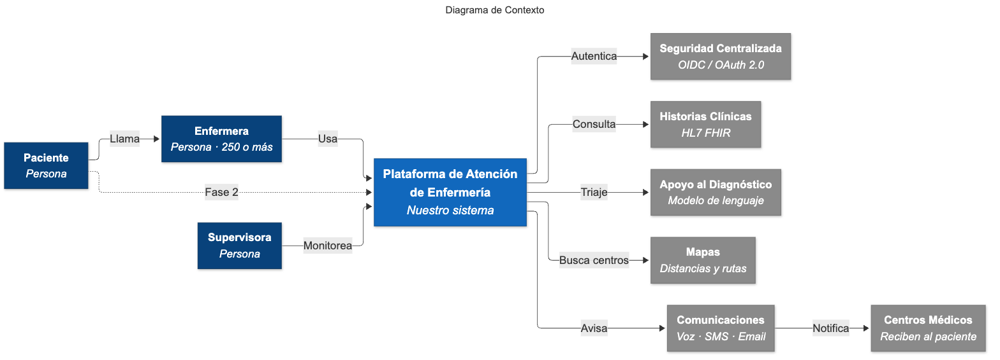 Diagrama de Contexto
Paciente
Persona
Llama
Enfermera
Persona · 250 o más
Usa
Fase 2
Supervisora
Persona
Monitorea
Plataforma de Atención
de Enfermería
Nuestro sistema
Autentica
Seguridad Centralizada
OIDC / OAuth 2.0
Consulta
Historias Clínicas
HL7 FHIR
Triaje
Apoyo al Diagnóstico
Modelo de lenguaje
Busca centros
Mapas
Distancias y rutas
Avisa
Comunicaciones
Voz · SMS · Email
Notifica
Centros Médicos
Reciben al paciente